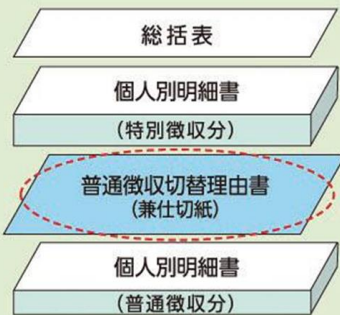 総括表
個人別明細書
(特別徴収分)
普通徴収切替理由書
(兼仕切紙)
個人別明細書
(普通徴収分)